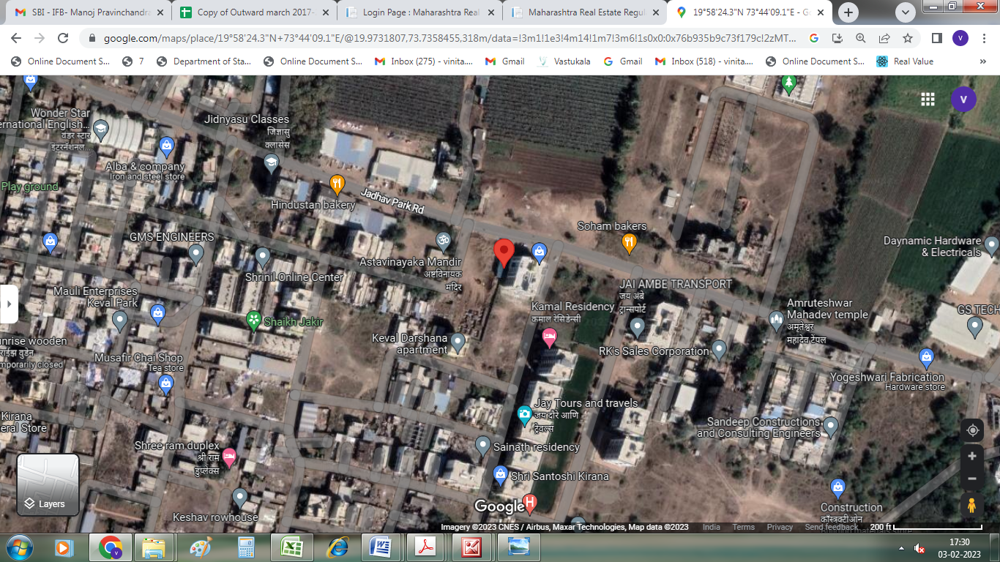 SBI - IFB- Manoj Pravinchandra
Copy of Outward march 2017-
Login Page : Maharashtra Real
Maharashtra Real Estate Regul
19°58'24.3"N 73°44'09.1"E - G
google.com/maps/place/19°58'24.3"N+73°44'09.1"E/@19.9731807,73.7358455,318m/data=!3m1!1e3!4m14!1m7!3m6!1s0x0:0x76b935b9c73f179c!2zMT...
V
Online Document S...
7
Department of Sta...
Online Document S...
Inbox (275) - vinita....
Gmail
Vastukala
Gmail
Inbox (518) - vinita....
Online Document S...
Real Value
»
V
Wonder Star
ernational English...
वंडर स्टार
इंटरनॅशनल...
Jidnyasu Classes
जिज्ञासु
क्लासेस
Alba & company
Iron and steel store
Play ground
Hindustan bakery
Jadhav Park Rd
Soham bakers
GMS ENGINEERS
Daynamic Hardware
& Electricals
Astavinayaka Mandir
अष्टविनायक
मंदिर
Shrinil Online Center
JAI AMBE TRANSPORT
जय अंबे
ट्रान्सपोर्ट
Mauli Enterprises
Keval Park
Kamal Residency
कमाल रेसिडेन्सी
Amruteshwar
Mahadev temple
अमृतेश्वर
महादेव टेंपल
GS TECH
Shaikh Jakir
unrise wooden
राईझ वुडेन
mporarily closed
Keval Darshana
apartment
RK's Sales Corporation
Musafir Chai Shop
Tea store
Yogeshwari Fabrication
Hardware store
Jay Tours and travels
जय दीरे आणि
ट्रॅवल्स
Kirana
eral Store
Sandeep Constructions
and Consulting Engineers
Shree ram duplex
श्री राम
डुप्लेक्स
Sainath residency
Shri Santoshi Kirana
Layers
Google
H
Construction
कॉंस्ट्रक्टीओन
Keshav rowhouse
Imagery ©2023 CNES / Airbus, Maxar Technologies, Map data ©2023
India
Terms
Privacy
Send feedback
200 ft
17:30
03-02-2023